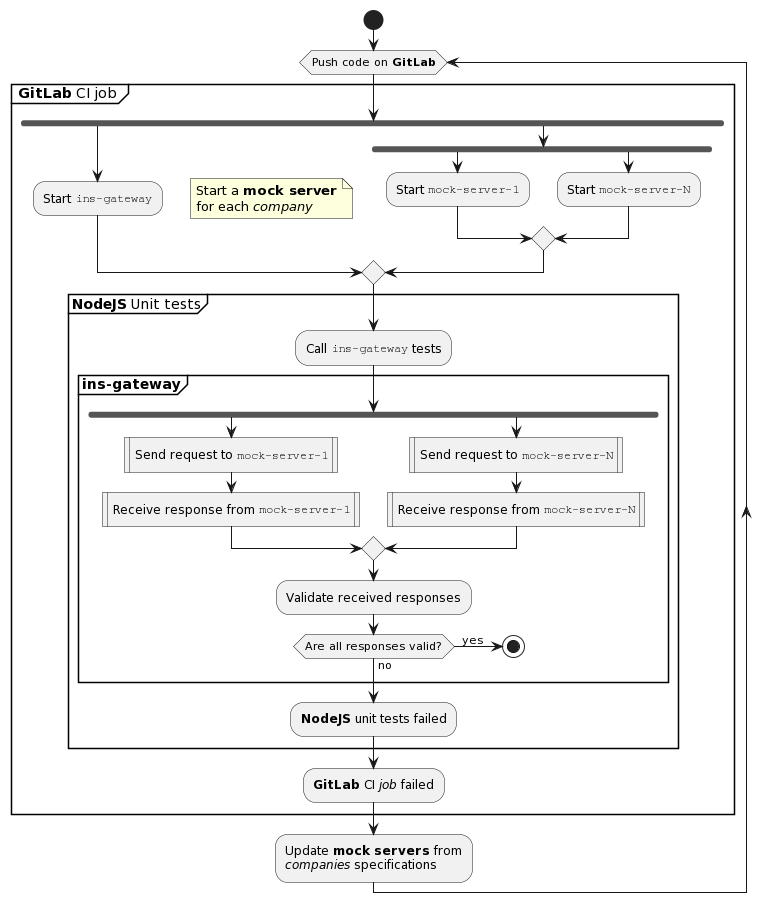 Push code on GitLab
GitLab CI job
Start ins-gateway
Start a mock server
for each company
Start mock-server-1
Start mock-server-N
NodeJS Unit tests
Call ins-gateway tests
ins-gateway
Send request to mock-server-1
Send request to mock-server-N
Receive response from mock-server-1
Receive response from mock-server-N
Validate received responses
Are all responses valid?
yes
no
NodeJS unit tests failed
GitLab CI job failed
Update mock servers from
companies specifications